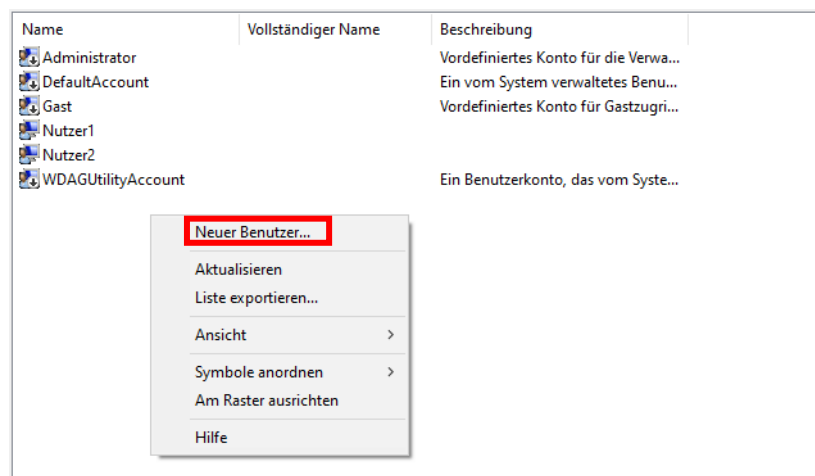 Name Vollständiger Name Beschreibung
Administrator Vordefiniertes Konto für die Verwa...
DefaultAccount Ein vom System verwaltetes Benu...
Gast Vordefiniertes Konto für Gastzugri...
Nutzer1
Nutzer2
WDAGUtilityAccount Ein Benutzerkonto, das vom Syste...
Neuer Benutzer...
Aktualisieren
Liste exportieren...
Ansicht >
Symbole anordnen >
Am Raster ausrichten
Hilfe